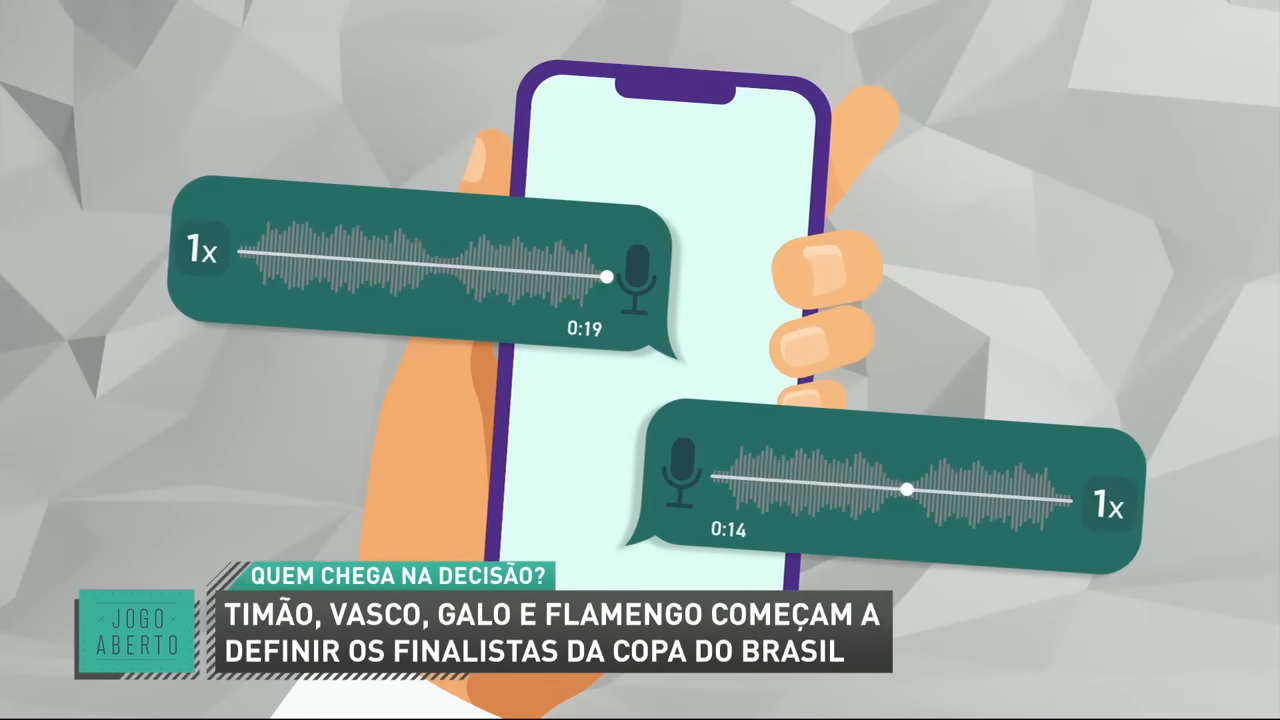 1x
0:19
0:14
1x
QUEM CHEGA NA DECISÃO?
JOGO
ABERTO
TIMÃO, VASCO, GALO E FLAMENGO COMEÇAM A
DEFINIR OS FINALISTAS DA COPA DO BRASIL